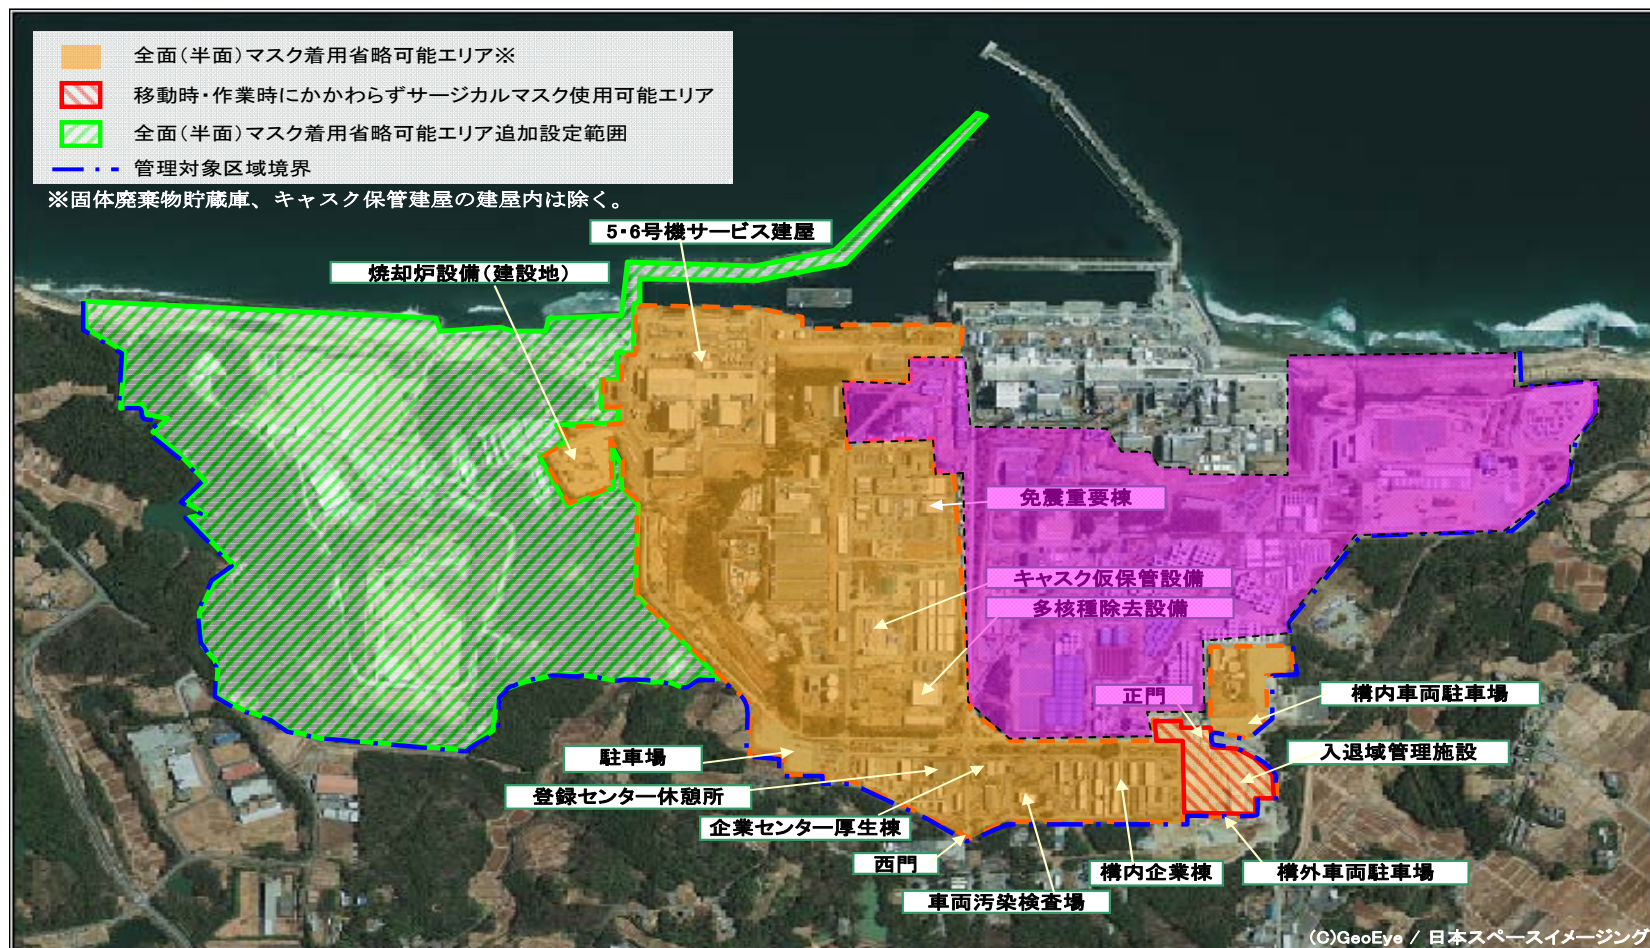 全面(半面)マスク着用省略可能エリア※
移動時・作業時にかかわらずサージカルマスク使用可能エリア
全面(半面)マスク着用省略可能エリア追加設定範囲
管理対象区域境界
※固体廃棄物貯蔵庫、キャスク保管建屋の建屋内は除く。
5・6号機サービス建屋
焼却炉設備(建設地)
免震重要棟
キャスク仮保管設備
多核種除去設備
正門
構内車両駐車場
駐車場
入退域管理施設
登録センター休憩所
企業センター厚生棟
西門
構内企業棟
構外車両駐車場
車両汚染検査場
(C)GeoEye / 日本スペースイメージング